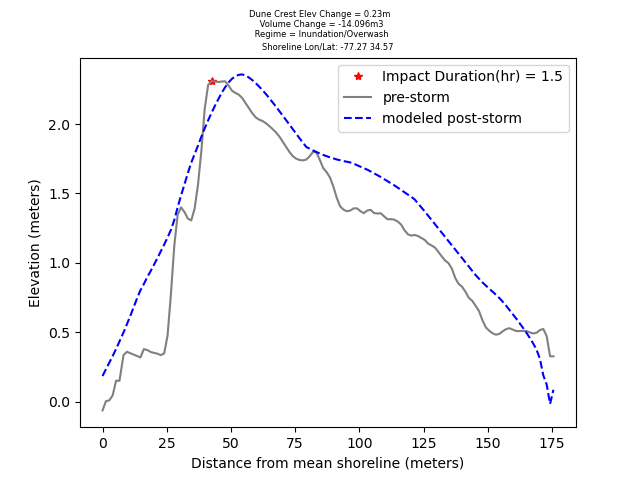 Dune Crest Elev Change = 0.23m
Volume Change = -14.096m3
Regime = Inundation/Overwash
Shoreline Lon/Lat: -77.27 34.57
Impact Duration(hr) = 1.5
pre-storm
modeled post-storm
Elevation (meters)
2.0
1.5
1.0
0.5
0.0
0 25 50 75 100 125 150 175
Distance from mean shoreline (meters)